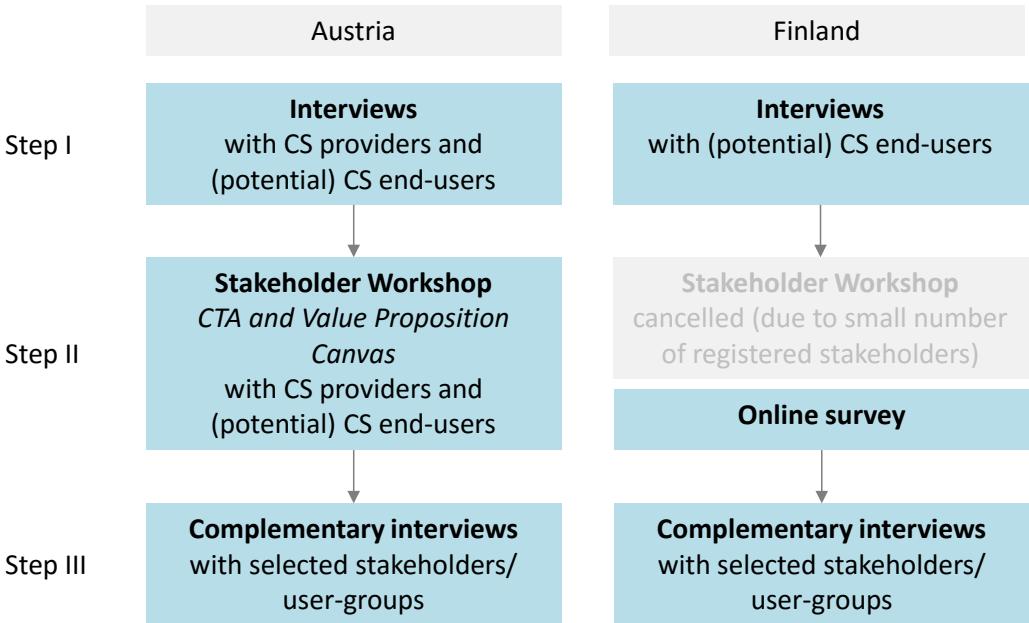 Austria
Finland
Step I
Interviews
with CS providers and
(potential) CS end-users
Interviews
with (potential) CS end-users
Step II
Stakeholder Workshop
CTA and Value Proposition
Canvas
with CS providers and
(potential) CS end-users
Stakeholder Workshop
cancelled (due to small number
of registered stakeholders)
Online survey
Step III
Complementary interviews
with selected stakeholders/
user-groups
Complementary interviews
with selected stakeholders/
user-groups